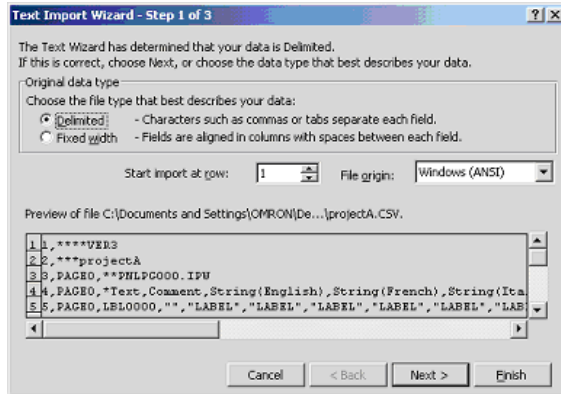 Text Import Wizard - Step 1 of 3
The Text Wizard has determined that your data is Delimited.
If this is correct, choose Next, or choose the data type that best describes your data.
Original data type
Choose the file type that best describes your data:
Delimited - Characters such as commas or tabs separate each field.
Fixed width - Fields are aligned in columns with spaces between each field.
Start import at row: 1 File origin: Windows (ANSI)
Preview of file C:\Documents and Settings\OMRON\De...\projectA.CSV.
1 1,****VER3
2 2,***projectA
3 3,PAGE0,**PNLPG000.IPW
4 4,PAGE0,*Text,Comment,String(English),String(French),String(Ita
5 5,PAGE0,LBL0000,"","LABEL","LABEL","LABEL","LABEL","LAB
Cancel < Back Next > Finish